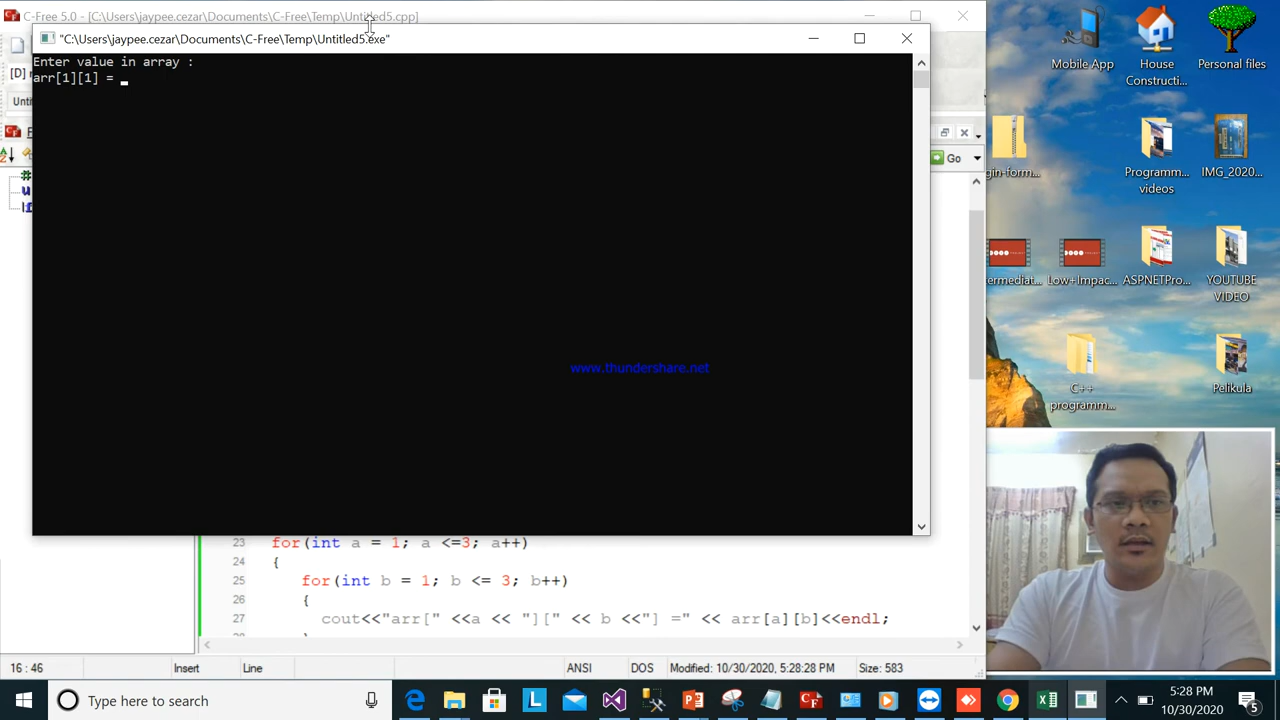 C-Free 5.0 - [C:\Users\jaypee.cezar\Documents\C-Free\Temp\Untitled5.cpp]
"C:\Users\jaypee.cezar\Documents\C-Free\Temp\Untitled5.exe"
Enter value in array :
arr[1][1] =
[D]
Go
www.thundershare.net
23 for(int a = 1; a <=3; a++)
24 {
25 for(int b = 1; b <= 3; b++)
26 {
27 cout<<"arr[" <<a << "][" << b <<"] =" << arr[a][b]<<endl;
16 : 46 Insert Line ANSI DOS Modified: 10/30/2020, 5:28:28 PM Size: 583
Mobile App
House Constructi...
Personal files
gin-form...
Programm... videos
IMG_2020...
termediat...
Low+Impac...
ASPNETPro...
YOUTUBE VIDEO
C++ programm...
Pelikula
Type here to search
5:28 PM
10/30/2020
5